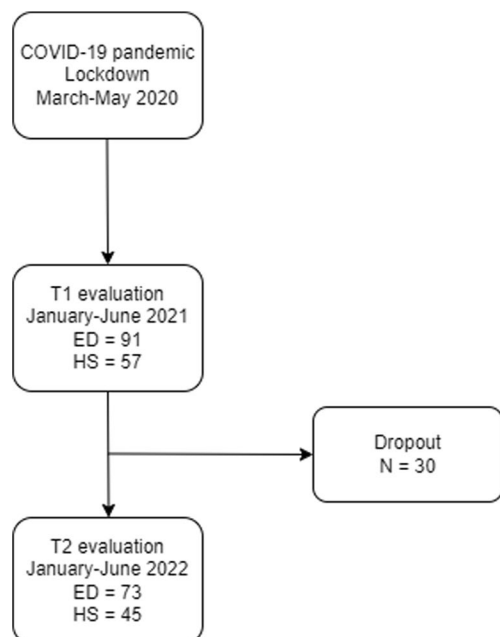 COVID-19 pandemic
Lockdown
March-May 2020
T1 evaluation
January-June 2021
ED = 91
HS = 57
Dropout
N = 30
T2 evaluation
January-June 2022
ED = 73
HS = 45